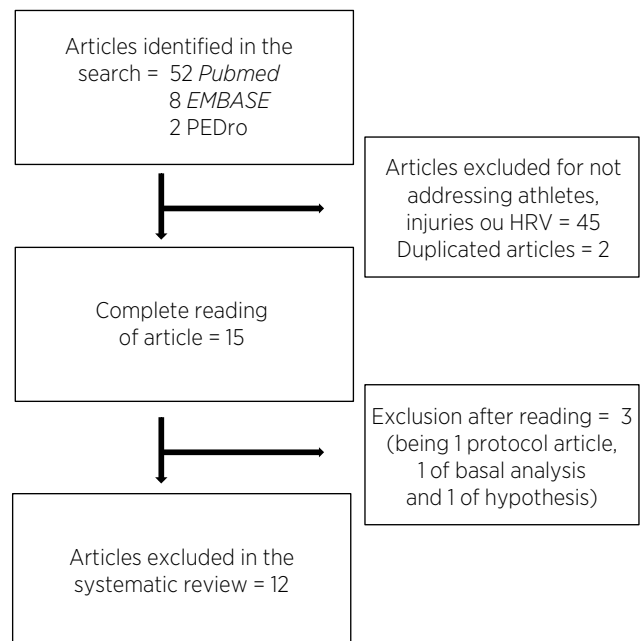 Articles identified in the
search = 52 Pubmed
8 EMBASE
2 PEDro
Articles excluded for not
addressing athletes,
injuries ou HRV = 45
Duplicated articles = 2
Complete reading
of article = 15
Exclusion after reading = 3
(being 1 protocol article,
1 of basal analysis
and 1 of hypothesis)
Articles excluded in the
systematic review = 12